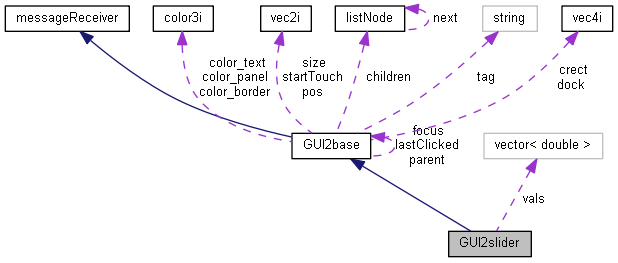 messageReceiver
color3i
vec2i
listNode
next
string
vec4i
color_text
color_panel
color_border
size
startTouch
pos
children
tag
crect
dock
GUI2base
focus
lastClicked
parent
vector< double >
vals
GUI2slider